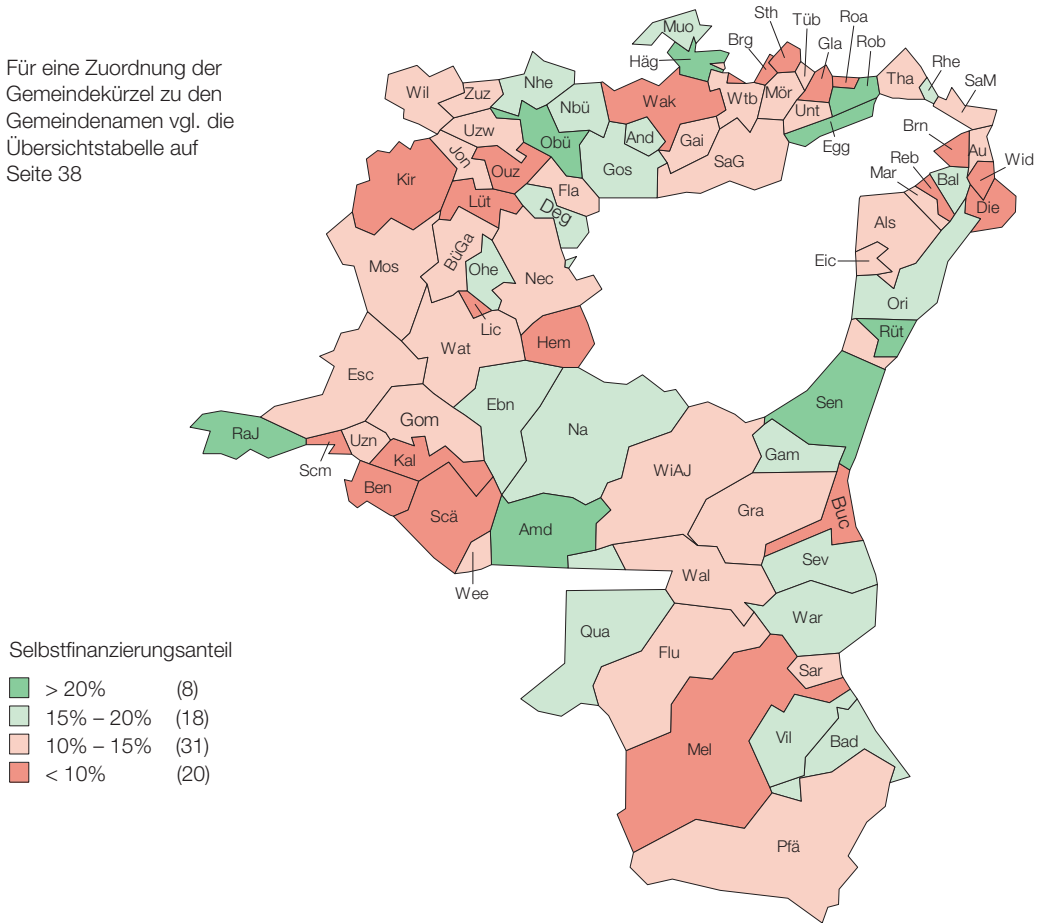 Für eine Zuordnung der
Gemeindekürzel zu den
Gemeindenamen vgl. die
Übersichtstabelle auf
Seite 38
Muo
Häg
Brg
Sth
Tüb
Gla
Roa
Rob
Tha
Rhe
SaM
Wil
Zuz
Nhe
Nbü
Wak
Wtb
Mör
Unt
Egg
Uzw
Obü
And
Gai
SaG
Brn
Au
Wid
Jon
Ouz
Gos
Reb
Mar
Bal
Kir
Lüt
Fla
Deg
Als
Die
Mos
BüGa
Ohe
Nec
Eic
Ori
Lic
Wat
Hem
Rüt
Esc
Ebn
Na
Sen
RaJ
Gom
Uzn
Scm
Kal
Gam
WiAJ
Ben
Scä
Amd
Gra
Buc
Wee
Wal
Sev
Qua
War
Flu
Sar
Mel
Vil
Bad
Pfä
Selbstfinanzierungsanteil
> 20% (8)
15% – 20% (18)
10% – 15% (31)
< 10% (20)